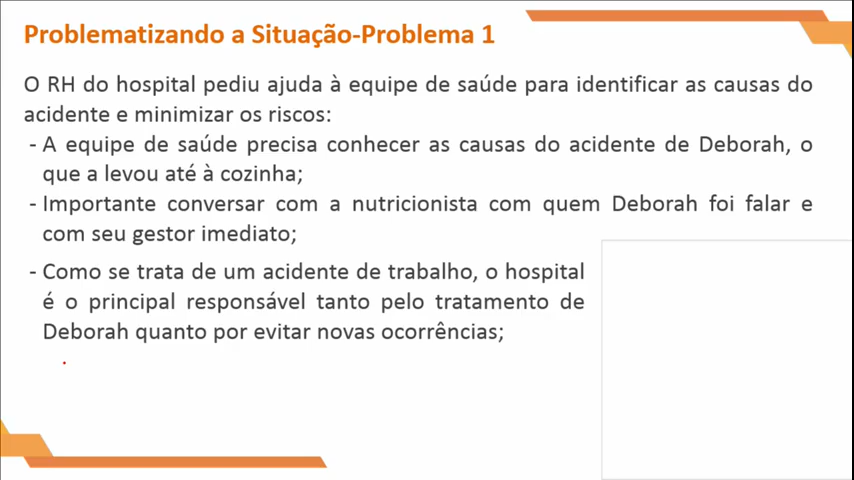 Problematizando a Situação-Problema 1
O RH do hospital pediu ajuda à equipe de saúde para identificar as causas do
acidente e minimizar os riscos:
- A equipe de saúde precisa conhecer as causas do acidente de Deborah, o
que a levou até à cozinha;
- Importante conversar com a nutricionista com quem Deborah foi falar e
com seu gestor imediato;
- Como se trata de um acidente de trabalho, o hospital
é o principal responsável tanto pelo tratamento de
Deborah quanto por evitar novas ocorrências;